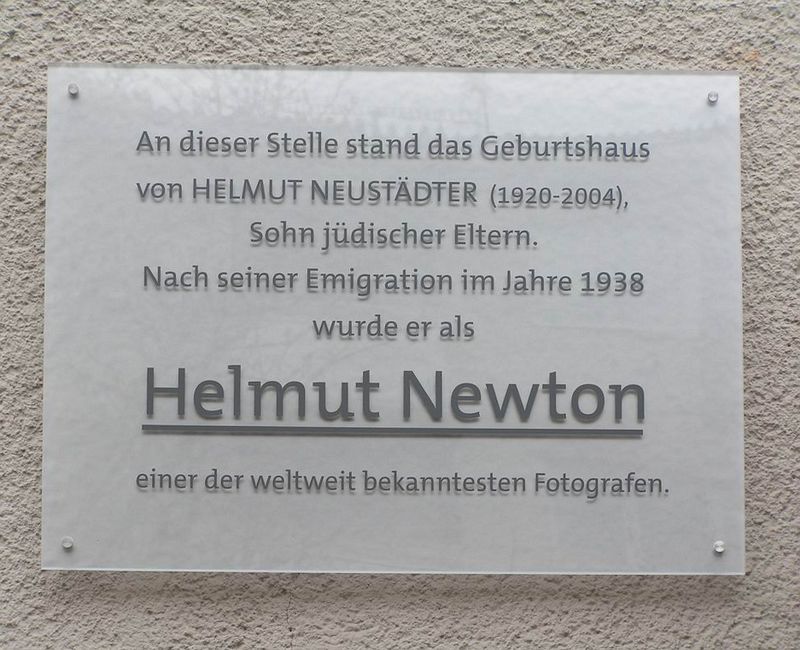 An dieser Stelle stand das Geburtshaus
von HELMUT NEUSTÄDTER (1920-2004),
Sohn jüdischer Eltern.
Nach seiner Emigration im Jahre 1938
wurde er als
Helmut Newton
einer der weltweit bekanntesten Fotografen.